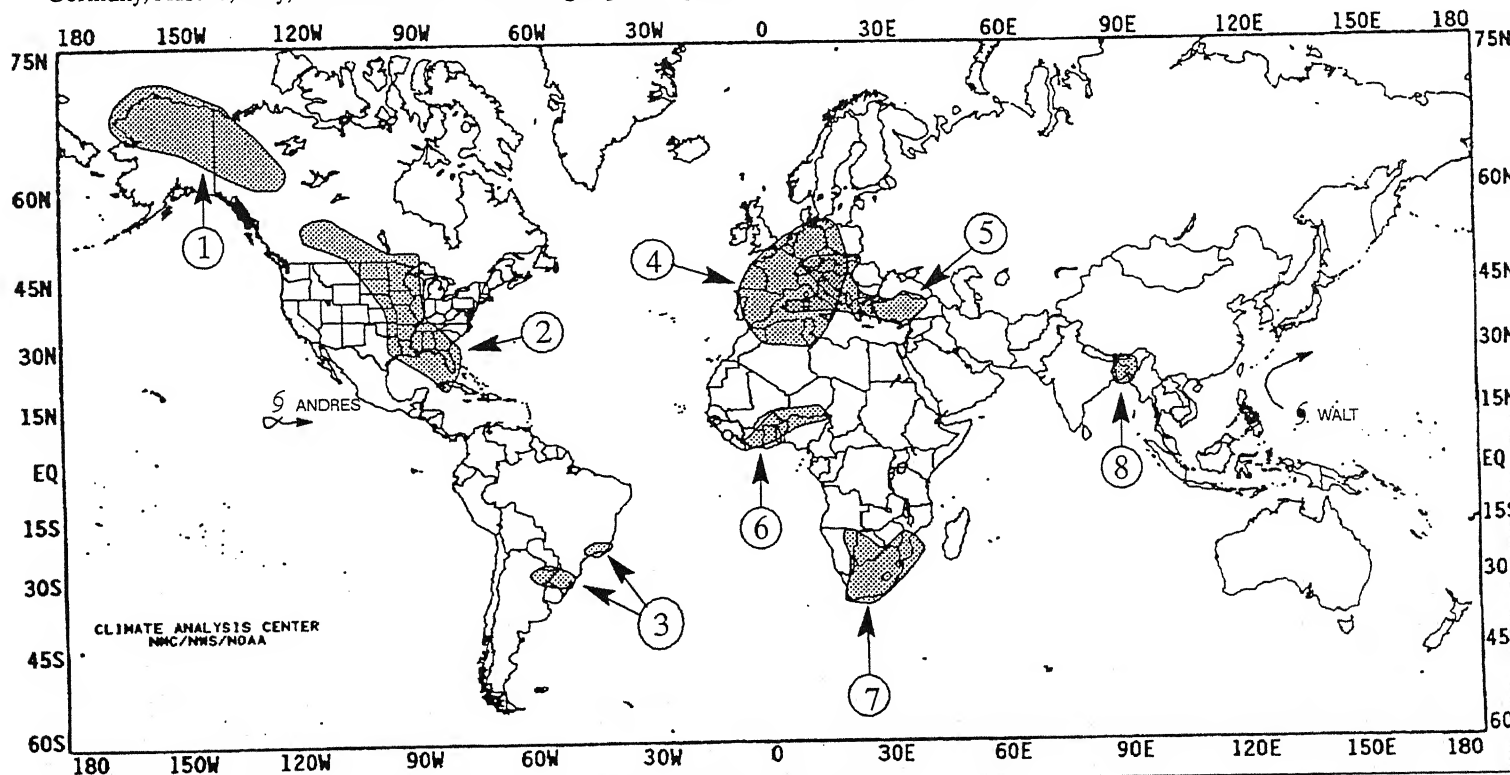 180 150W 120W 90W 60W 30W 0 30E 60E 90E 120E 150E 180
75N 75N
60N 60N
1
5
4
45N 45N
2
30N 30N
ANDRES
15N 15N
WALT
EQ EQ
8
6
15S 15S
30S 30
3
CLIMATE ANALYSIS CENTER
NMC/NWS/NOAA
45S 45
7
60S 60
180 150W 120W 90W 60W 30W 0 30E 60E 90E 120E 150E 180